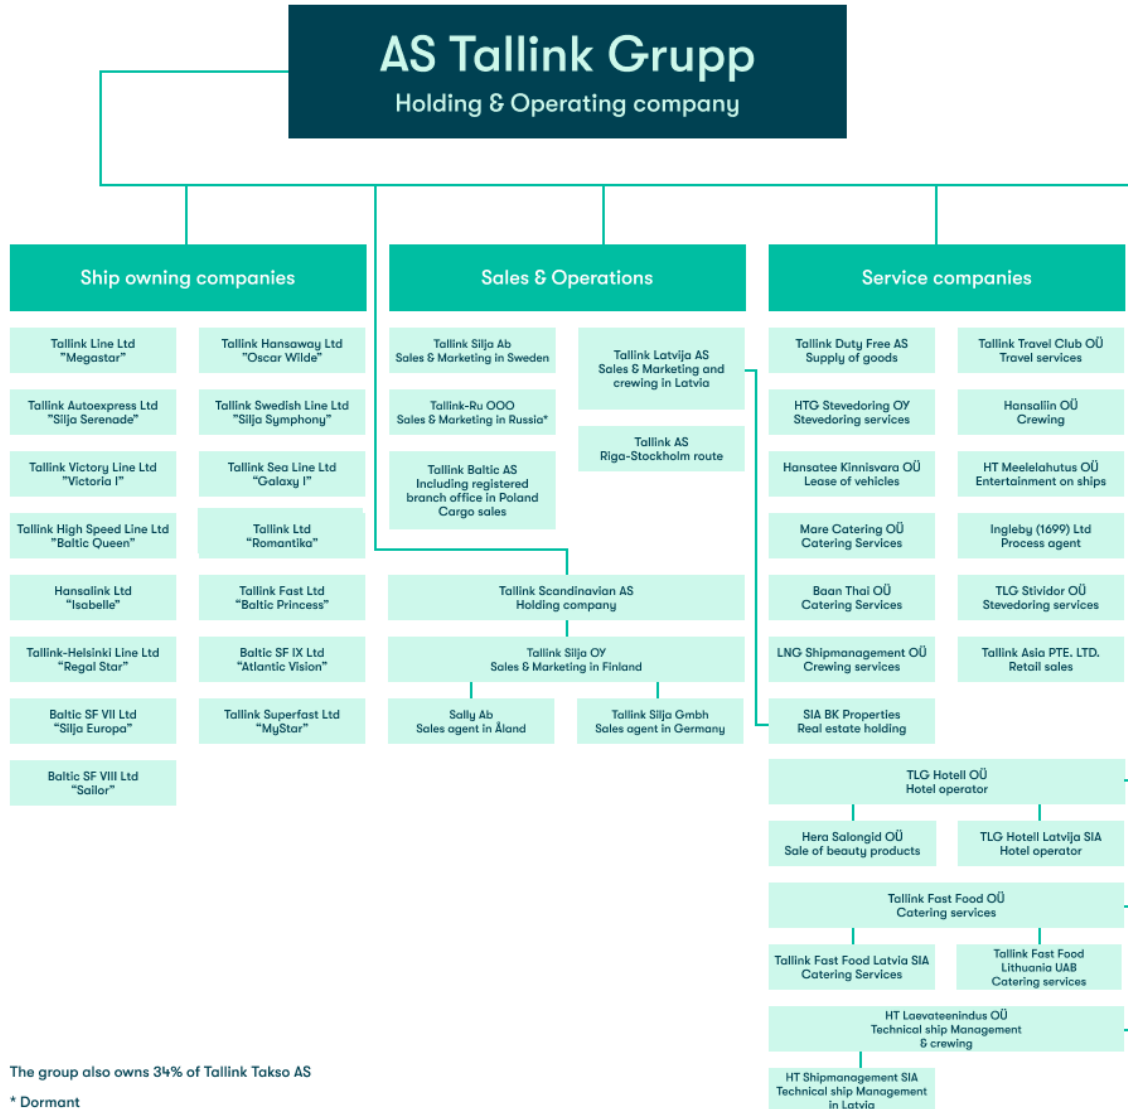 AS Tallink Grupp
Holding & Operating company
Ship owning companies
Tallink Line Ltd
"Megastar"
Tallink Hansaway Ltd
"Oscar Wilde"
Tallink Autoexpress Ltd
"Silja Serenade"
Tallink Swedish Line Ltd
"Silja Symphony"
Tallink Victory Line Ltd
"Victoria I"
Tallink Sea Line Ltd
"Galaxy I"
Tallink High Speed Line Ltd
"Baltic Queen"
Tallink Ltd
"Romantika"
Hansalink Ltd
"Isabelle"
Tallink Fast Ltd
"Baltic Princess"
Tallink-Helsinki Line Ltd
"Regal Star"
Baltic SF IX Ltd
"Atlantic Vision"
Baltic SF VII Ltd
"Silja Europa"
Tallink Superfast Ltd
"MyStar"
Baltic SF VIII Ltd
"Sailor"
Sales & Operations
Tallink Silja Ab
Sales & Marketing in Sweden
Tallink-Ru OOO
Sales & Marketing in Russia*
Tallink Baltic AS
Including registered
branch office in Poland
Cargo sales
Tallink Latvija AS
Sales & Marketing and
crewing in Latvia
Tallink AS
Riga-Stockholm route
Tallink Scandinavian AS
Holding company
Tallink Silja OY
Sales & Marketing in Finland
Sally Ab
Sales agent in Åland
Tallink Silja Gmbh
Sales agent in Germany
Service companies
Tallink Duty Free AS
Supply of goods
Tallink Travel Club OÜ
Travel services
HTG Stevedoring OY
Stevedoring services
Hansaliin OÜ
Crewing
Hansatee Kinnisvara OÜ
Lease of vehicles
HT Meelelahutus OÜ
Entertainment on ships
Mare Catering OÜ
Catering Services
Ingleby (1699) Ltd
Process agent
Baan Thai OÜ
Catering Services
TLG Stividor OÜ
Stevedoring services
LNG Shipmanagement OÜ
Crewing services
Tallink Asia PTE. LTD.
Retail sales
SIA BK Properties
Real estate holding
TLG Hotell OÜ
Hotel operator
Hera Salongid OÜ
Sale of beauty products
TLG Hotell Latvija SIA
Hotel operator
Tallink Fast Food OÜ
Catering services
Tallink Fast Food Latvia SIA
Catering Services
Tallink Fast Food
Lithuania UAB
Catering services
HT Laevateenindus OÜ
Technical ship Management
& crewing
HT Shipmanagement SIA
Technical ship Management
in Latvia
The group also owns 34% of Tallink Takso AS
* Dormant